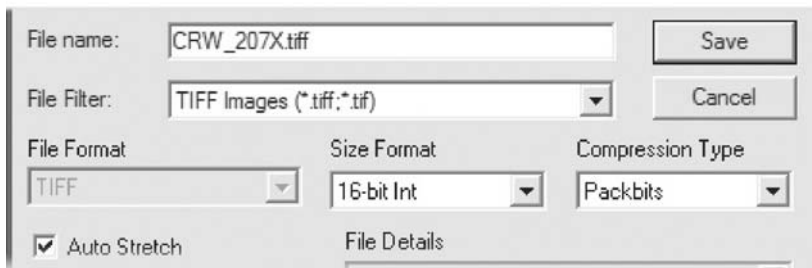 File name: CRW_207X.tiff Save
File Filter: TIFF Images (*.tiff;*.tif) Cancel
File Format Size Format Compression Type
TIFF 16-bit Int Packbits
Auto Stretch File Details